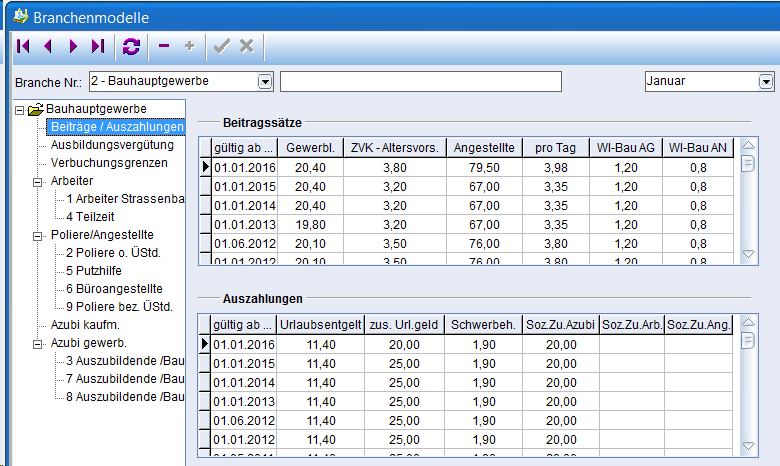 Branchenmodelle
Branche Nr.: 2 - Bauhauptgewerbe Januar
Bauhauptgewerbe
Beiträge / Auszahlungen
Ausbildungsvergütung
Verbuchungsgrenzen
Arbeiter
1 Arbeiter Strassenba
4 Teilzeit
Poliere/Angestellte
2 Poliere o. ÜStd.
5 Putzhilfe
6 Büroangestellte
9 Poliere bez. ÜStd.
Azubi kaufm.
Azubi gewerb.
3 Auszubildende /Bau
7 Auszubildende /Bau
8 Auszubildende /Bau
Beitragssätze
gültig ab ... Gewerbl. ZVK - Altersvors. Angestellte pro Tag WI-Bau AG WI-Bau AN
01.01.2016 20,40 3,80 79,50 3,98 1,20 0,8
01.01.2015 20,40 3,20 67,00 3,35 1,20 0,8
01.01.2014 20,40 3,20 67,00 3,35 1,20 0,8
01.01.2013 19,80 3,20 67,00 3,35 1,20 0,8
01.06.2012 20,10 3,50 76,00 3,80 1,20 0,8
01.01.2012 20,10 3,50 76,00 3,80 1,20 0,8
Auszahlungen
gültig ab ... Urlaubsentgelt zus. Url.geld Schwerbeh. Soz.Zu.Azubi Soz.Zu.Arb. Soz.Zu.Ang.
01.01.2016 11,40 20,00 1,90 20,00
01.01.2015 11,40 25,00 1,90 20,00
01.01.2014 11,40 25,00 1,90 20,00
01.01.2013 11,40 25,00 1,90 20,00
01.06.2012 11,40 25,00 1,90 20,00
01.01.2012 11,40 25,00 1,90 20,00